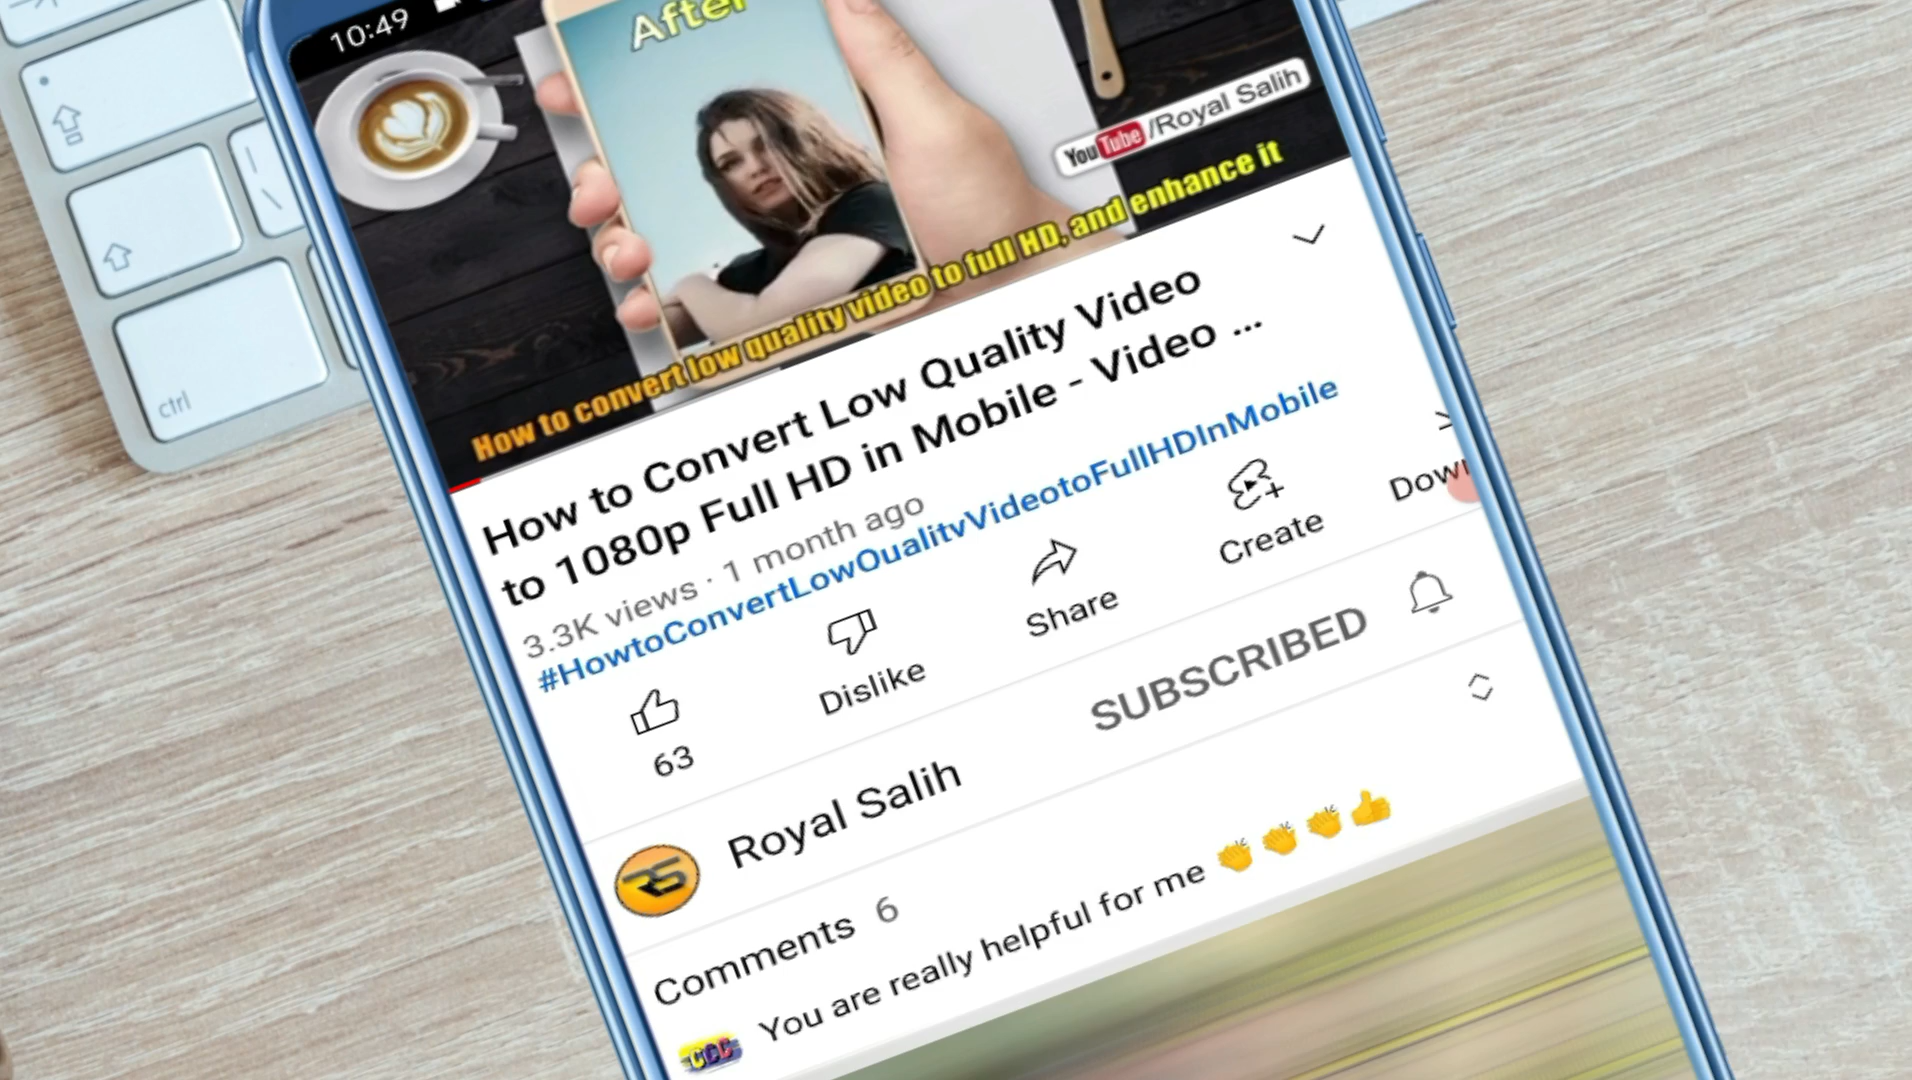 10:49
After
YouTube /Royal Salih
How to convert low quality video to full HD, and enhance it
How to Convert Low Quality Video
to 1080p Full HD in Mobile - Video ...
3.3K views · 1 month ago
#HowtoConvertLowQualityVideotoFullHDInMobile
63
Dislike
Share
Create
Down
Royal Salih
SUBSCRIBED
Comments 6
You are really helpful for me 👏👏👏👍
CCC
ctrl